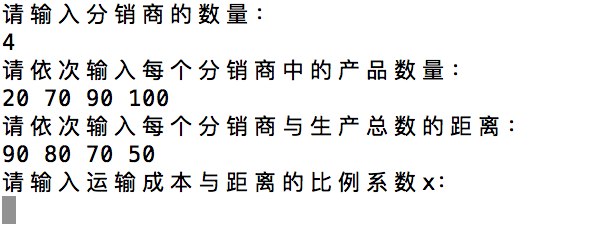 请输入分销商的数量：
4
请依次输入每个分销商中的产品数量：
20 70 90 100
请依次输入每个分销商与生产总数的距离：
90 80 70 50
请输入运输成本与距离的比例系数x：